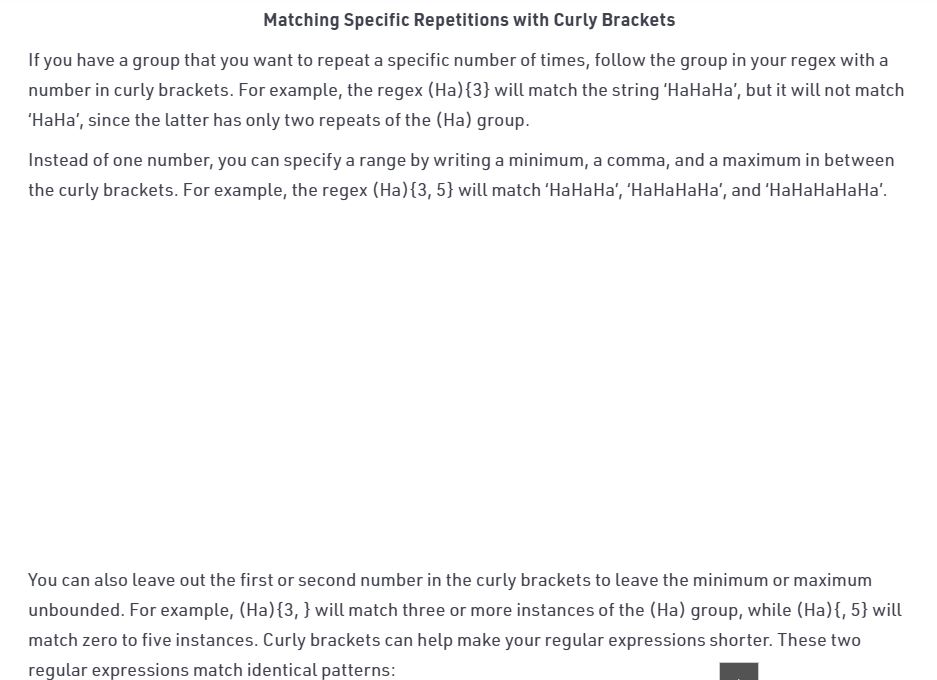 Matching Specific Repetitions with Curly Brackets
If you have a group that you want to repeat a specific number of times, follow the group in your regex with a
number in curly brackets. For example, the regex (Ha){3} will match the string ‘HaHaHa’, but it will not match
‘HaHa’, since the latter has only two repeats of the (Ha) group.
Instead of one number, you can specify a range by writing a minimum, a comma, and a maximum in between
the curly brackets. For example, the regex (Ha){3, 5} will match ‘HaHaHa’, ‘HaHaHaHa’, and ‘HaHaHaHaHa’.
You can also leave out the first or second number in the curly brackets to leave the minimum or maximum
unbounded. For example, (Ha){3, } will match three or more instances of the (Ha) group, while (Ha){, 5} will
match zero to five instances. Curly brackets can help make your regular expressions shorter. These two
regular expressions match identical patterns: